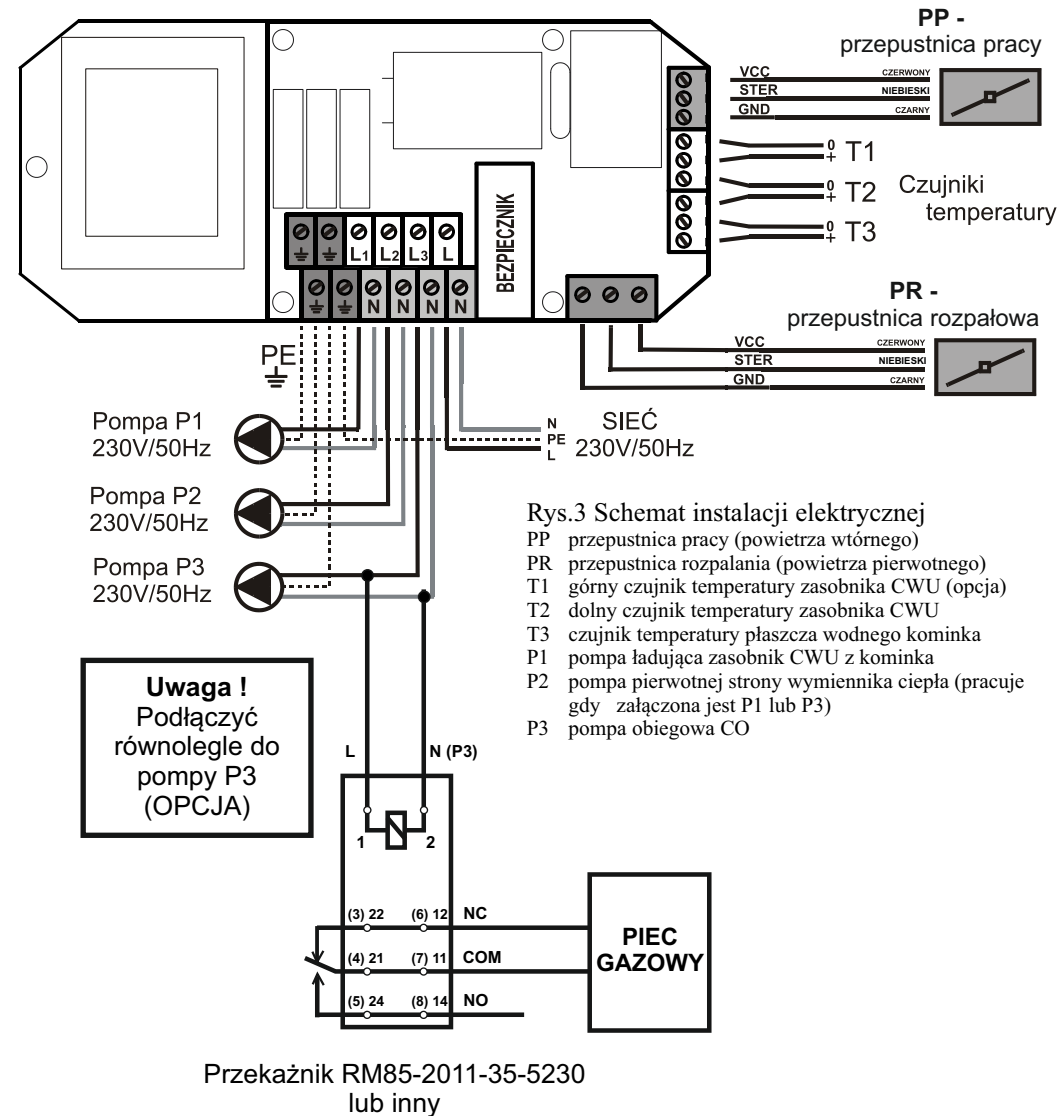 PP -
przepustnica pracy
VCC CZERWONY
STER NIEBIESKI
GND CZARNY
0
+ T1
0
+ T2
0
+ T3
Czujniki
temperatury
BEZPIECZNIK
L1 L2 L3 L
N N N N
PR -
przepustnica rozpałowa
VCC CZERWONY
STER NIEBIESKI
GND CZARNY
PE
Pompa P1
230V/50Hz
N
PE
L
SIEĆ
230V/50Hz
Pompa P2
230V/50Hz
Pompa P3
230V/50Hz
Rys.3 Schemat instalacji elektrycznej
PP przepustnica pracy (powietrza wtórnego)
PR przepustnica rozpalania (powietrza pierwotnego)
T1 górny czujnik temperatury zasobnika CWU (opcja)
T2 dolny czujnik temperatury zasobnika CWU
T3 czujnik temperatury płaszcza wodnego kominka
P1 pompa ładująca zasobnik CWU z kominka
P2 pompa pierwotnej strony wymiennika ciepła (pracuje
gdy załączona jest P1 lub P3)
P3 pompa obiegowa CO
Uwaga !
Podłączyć
równolegle do
pompy P3
(OPCJA)
L N (P3)
1 2
(3) 22 (6) 12 NC
(4) 21 (7) 11 COM
(5) 24 (8) 14 NO
PIEC
GAZOWY
Przekażnik RM85-2011-35-5230
lub inny